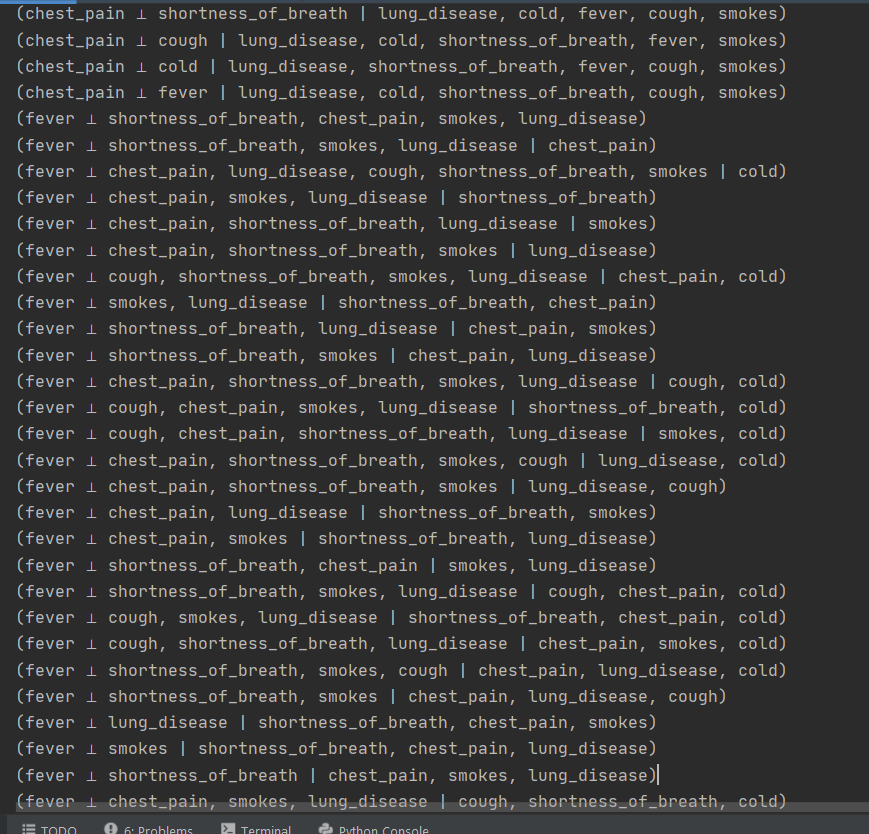 (chest_pain ⟂ shortness_of_breath | lung_disease, cold, fever, cough, smokes)
(chest_pain ⟂ cough | lung_disease, cold, shortness_of_breath, fever, smokes)
(chest_pain ⟂ cold | lung_disease, shortness_of_breath, fever, cough, smokes)
(chest_pain ⟂ fever | lung_disease, cold, shortness_of_breath, cough, smokes)
(fever ⟂ shortness_of_breath, chest_pain, smokes, lung_disease)
(fever ⟂ shortness_of_breath, smokes, lung_disease | chest_pain)
(fever ⟂ chest_pain, lung_disease, cough, shortness_of_breath, smokes | cold)
(fever ⟂ chest_pain, smokes, lung_disease | shortness_of_breath)
(fever ⟂ chest_pain, shortness_of_breath, lung_disease | smokes)
(fever ⟂ chest_pain, shortness_of_breath, smokes | lung_disease)
(fever ⟂ cough, shortness_of_breath, smokes, lung_disease | chest_pain, cold)
(fever ⟂ smokes, lung_disease | shortness_of_breath, chest_pain)
(fever ⟂ shortness_of_breath, lung_disease | chest_pain, smokes)
(fever ⟂ shortness_of_breath, smokes | chest_pain, lung_disease)
(fever ⟂ chest_pain, shortness_of_breath, smokes, lung_disease | cough, cold)
(fever ⟂ cough, chest_pain, smokes, lung_disease | shortness_of_breath, cold)
(fever ⟂ cough, chest_pain, shortness_of_breath, lung_disease | smokes, cold)
(fever ⟂ chest_pain, shortness_of_breath, smokes, cough | lung_disease, cold)
(fever ⟂ chest_pain, shortness_of_breath, smokes | lung_disease, cough)
(fever ⟂ chest_pain, lung_disease | shortness_of_breath, smokes)
(fever ⟂ chest_pain, smokes | shortness_of_breath, lung_disease)
(fever ⟂ shortness_of_breath, chest_pain | smokes, lung_disease)
(fever ⟂ shortness_of_breath, smokes, lung_disease | cough, chest_pain, cold)
(fever ⟂ cough, smokes, lung_disease | shortness_of_breath, chest_pain, cold)
(fever ⟂ cough, shortness_of_breath, lung_disease | chest_pain, smokes, cold)
(fever ⟂ shortness_of_breath, smokes, cough | chest_pain, lung_disease, cold)
(fever ⟂ shortness_of_breath, smokes | chest_pain, lung_disease, cough)
(fever ⟂ lung_disease | shortness_of_breath, chest_pain, smokes)
(fever ⟂ smokes | shortness_of_breath, chest_pain, lung_disease)
(fever ⟂ shortness_of_breath | chest_pain, smokes, lung_disease)
(fever ⟂ chest_pain, smokes, lung_disease | cough, shortness_of_breath, cold)
TODO 6: Problems Terminal Python Console